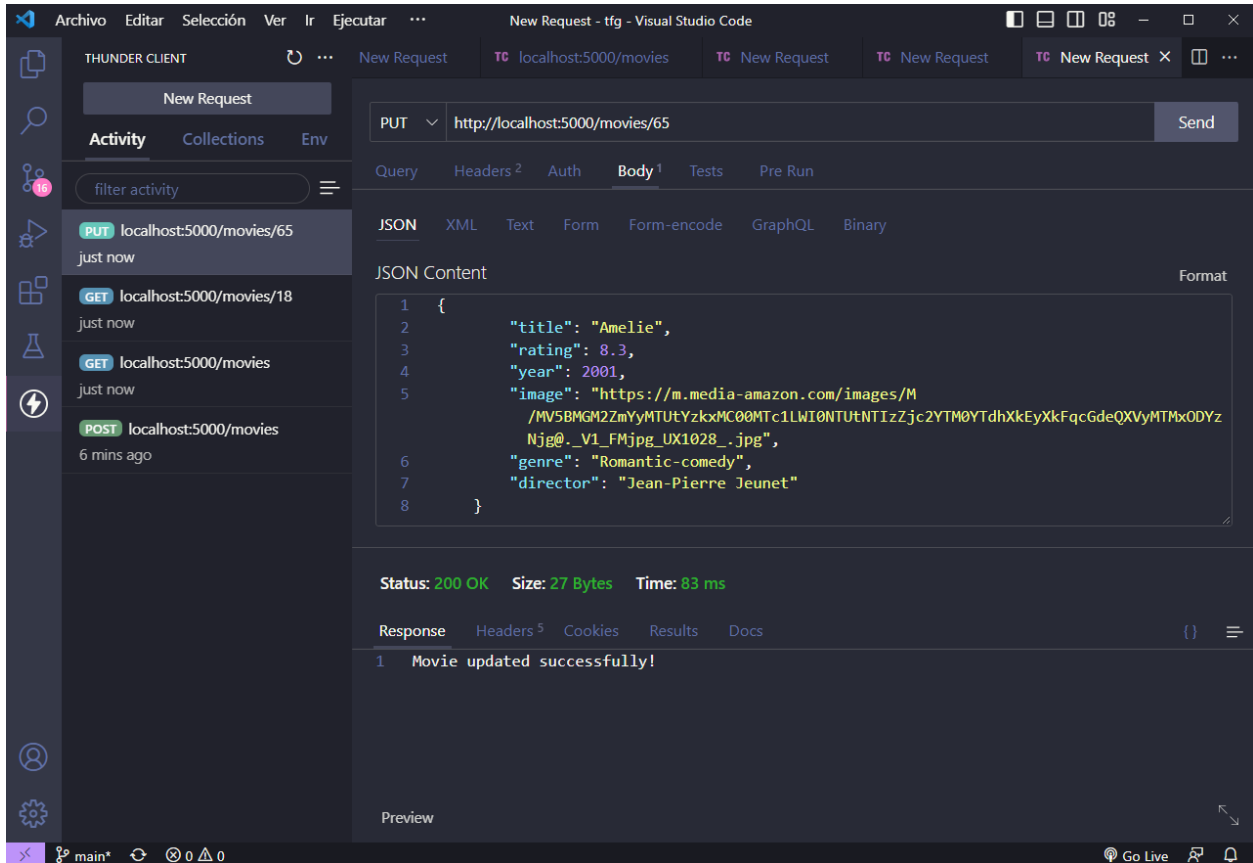 Archivo Editar Selección Ver Ir Ejecutar ··· New Request - tfg - Visual Studio Code
THUNDER CLIENT ···
New Request TC localhost:5000/movies TC New Request TC New Request TC New Request ···
New Request
Activity Collections Env
filter activity
PUT localhost:5000/movies/65
just now
GET localhost:5000/movies/18
just now
GET localhost:5000/movies
just now
POST localhost:5000/movies
6 mins ago
16
PUT http://localhost:5000/movies/65 Send
Query Headers 2 Auth Body 1 Tests Pre Run
JSON XML Text Form Form-encode GraphQL Binary
JSON Content
Format
1 {
2 "title": "Amelie",
3 "rating": 8.3,
4 "year": 2001,
5 "image": "https://m.media-amazon.com/images/M
/MV5BMGM2ZmYyMTUtYzkxMC00MTc1LWI0NTUtNTIzZjc2YTM0YTdhXkEyXkFqcGdeQXVyMTMxODYz
Njg@._V1_FMjpg_UX1028_.jpg",
6 "genre": "Romantic-comedy",
7 "director": "Jean-Pierre Jeunet"
8 }
Status: 200 OK Size: 27 Bytes Time: 83 ms
Response Headers 5 Cookies Results Docs { }
1 Movie updated successfully!
Preview
main* 0 0 Go Live